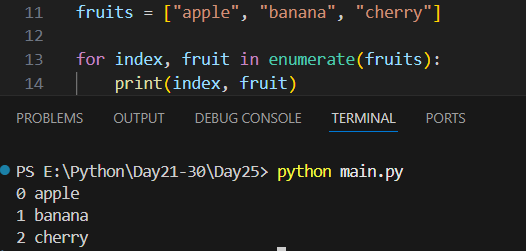 11 fruits = ["apple", "banana", "cherry"]
12
13 for index, fruit in enumerate(fruits):
14     print(index, fruit)
PROBLEMS OUTPUT DEBUG CONSOLE TERMINAL PORTS
PS E:\Python\Day21-30\Day25> python main.py
0 apple
1 banana
2 cherry